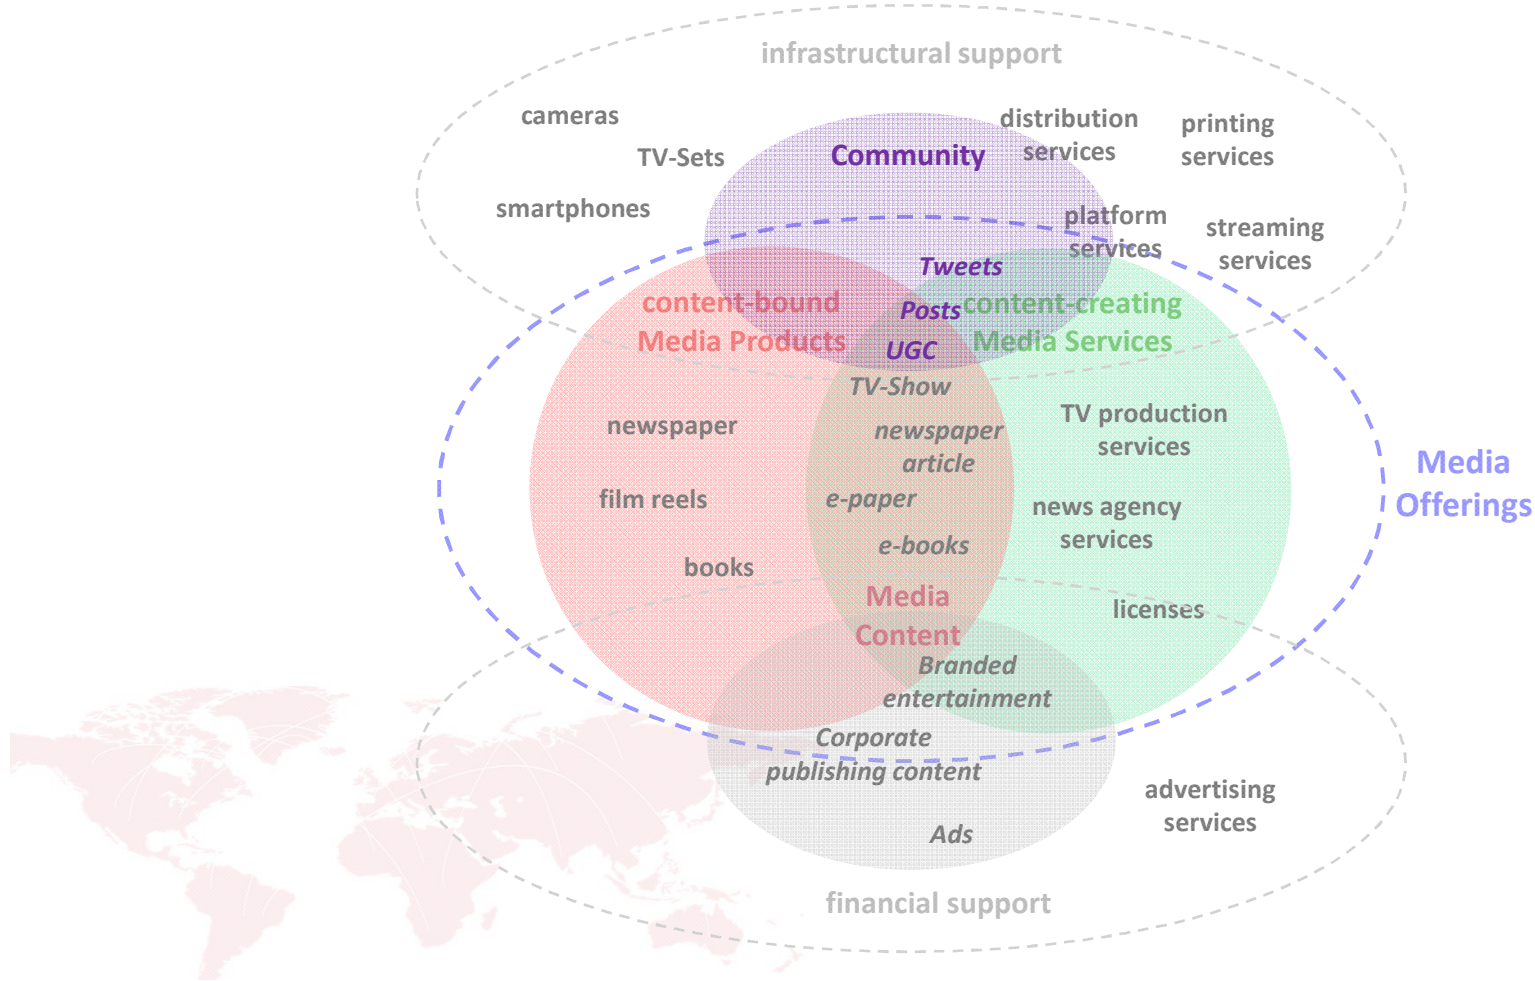 infrastructural support
cameras
distribution
services
printing
services
TV-Sets
Community
smartphones
platform
services
streaming
services
Tweets
content-bound
Media Products
Posts
content-creating
Media Services
UGC
TV-Show
newspaper
newspaper
article
TV production
services
Media
Offerings
film reels
e-paper
news agency
services
e-books
books
Media
Content
licenses
Branded
entertainment
Corporate
publishing content
advertising
services
Ads
financial support